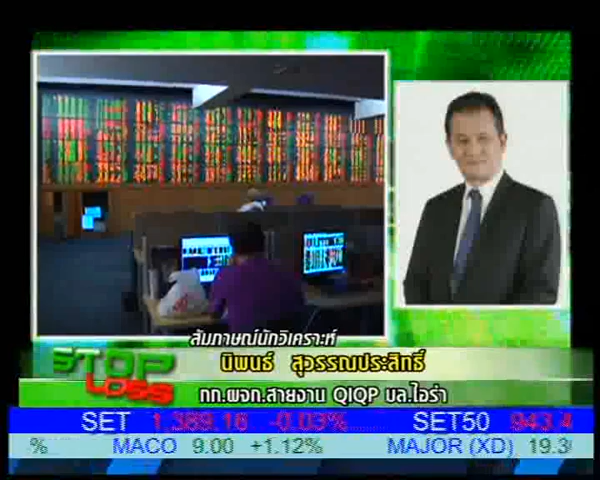 สัมภาษณ์นักวิเคราะห์
STOP LOSS
นิพนธ์ สุวรรณประสิทธิ์
กก.ผจก.สายงาน QIQP บล.ไอร่า
SET 1,389.16 -0.03% SET50 943.4
% MACO 9.00 +1.12% MAJOR (XD) 19.3